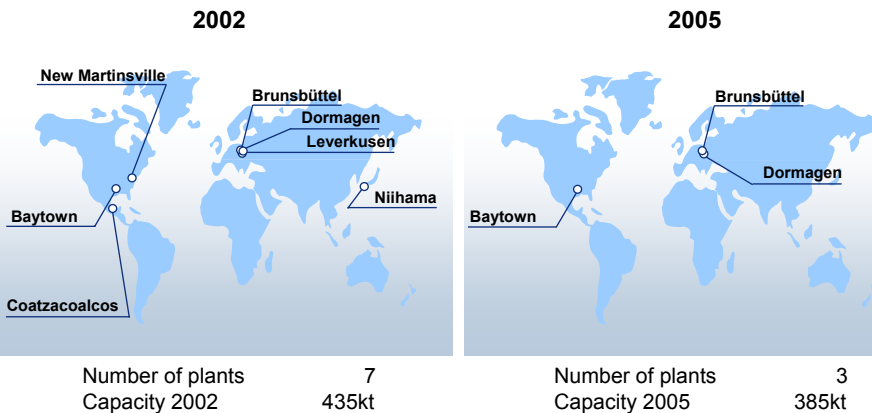 2002
New Martinsville
Brunsbüttel
Dormagen
Leverkusen
Niihama
Baytown
Coatzacoalcos
Number of plants 7
Capacity 2002 435kt
2005
Brunsbüttel
Dormagen
Baytown
Number of plants 3
Capacity 2005 385kt